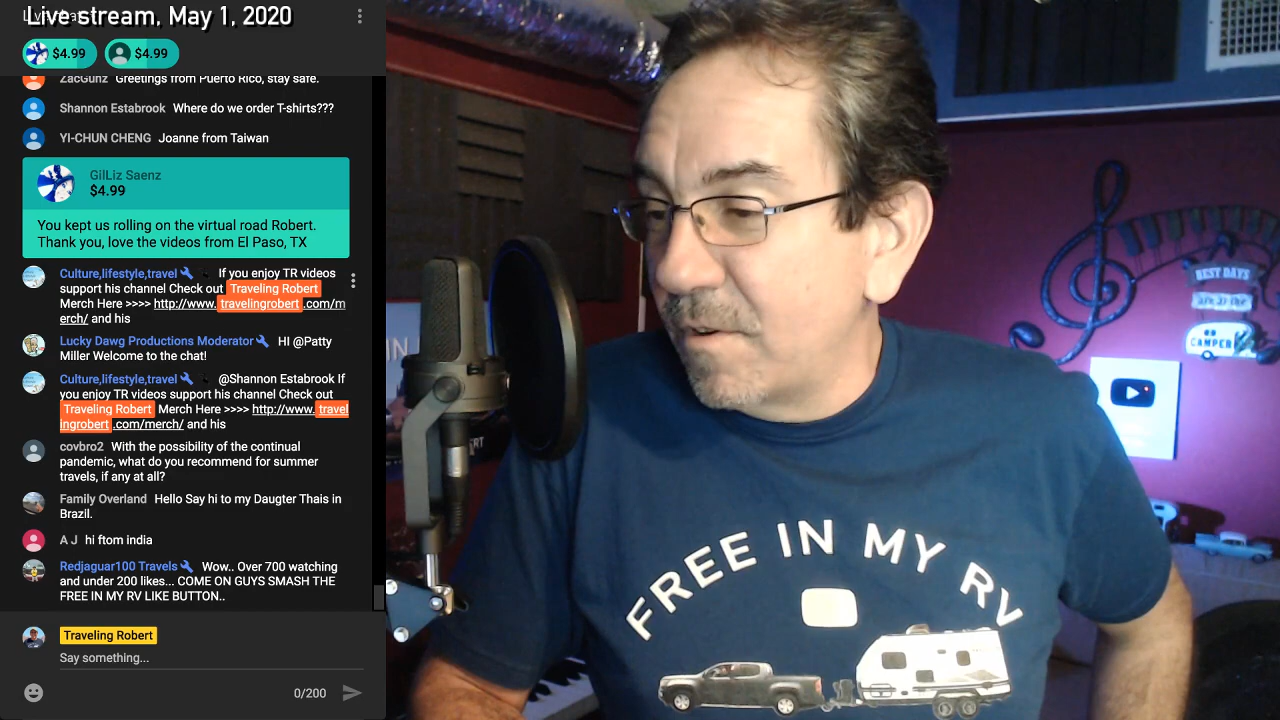 Live stream, May 1, 2020
$4.99 $4.99
ZacGunz Greetings from Puerto Rico, stay safe.
Shannon Estabrook Where do we order T-shirts???
YI-CHUN CHENG Joanne from Taiwan
GilLiz Saenz
$4.99
You kept us rolling on the virtual road Robert.
Thank you, love the videos from El Paso, TX
Culture,lifestyle,travel If you enjoy TR videos
support his channel Check out Traveling Robert
Merch Here >>>> http://www.travelingrobert.com/m
erch/ and his
Lucky Dawg Productions Moderator HI @Patty
Miller Welcome to the chat!
Culture,lifestyle,travel @Shannon Estabrook If
you enjoy TR videos support his channel Check out
Traveling Robert Merch Here >>>> http://www.travel
ingrobert.com/merch/ and his
covbro2 With the possibility of the continual
pandemic, what do you recommend for summer
travels, if any at all?
Family Overland Hello Say hi to my Daugter Thais in
Brazil.
A J hi ftom india
Redjaguar100 Travels Wow.. Over 700 watching
and under 200 likes... COME ON GUYS SMASH THE
FREE IN MY RV LIKE BUTTON..
Traveling Robert
Say something...
0/200
FREE IN MY RV
BEST DAYS
are at the
CAMPER
IN